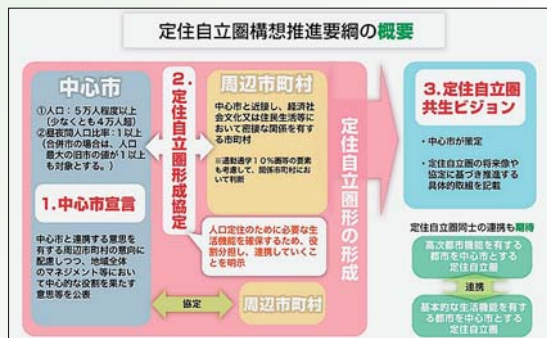 定住自立圏構想推進要綱の概要
中心市
①人口：５万人程度以上
（少なくとも４万人超）
②昼夜間人口比率：１以上
（合併市の場合は、人口
最大の旧市の値が１以上
も対象とする。）
1.中心市宣言
中心市と連携する意思を
有する周辺市町村の意向に
配慮しつつ、地域全体
のマネジメント等におい
て中心的な役割を果たす
意思等を公表
2.定住自立圏形成協定
周辺市町村
中心市と近接し、経済社
会文化又は住民生活等に
おいて密接な関係を有す
る市町村
※通勤通学１０％圏等の要素
も考慮して、関係市町村にお
いて判断
人口定住のために必要な生
活機能を確保するため、役
割分担し、連携していくこ
とを明示
協定
周辺市町村
定住自立圏形の形成
3.定住自立圏
共生ビジョン
・中心市が策定
・定住自立圏の将来像や協
定に基づき推進する
具体的取組を記載
定住自立圏同士の連携も期待
高次都市機能を有する
都市を中心市とする
定住自立圏
連携
基本的な生活機能を有す
る都市を中心市とする
定住自立圏